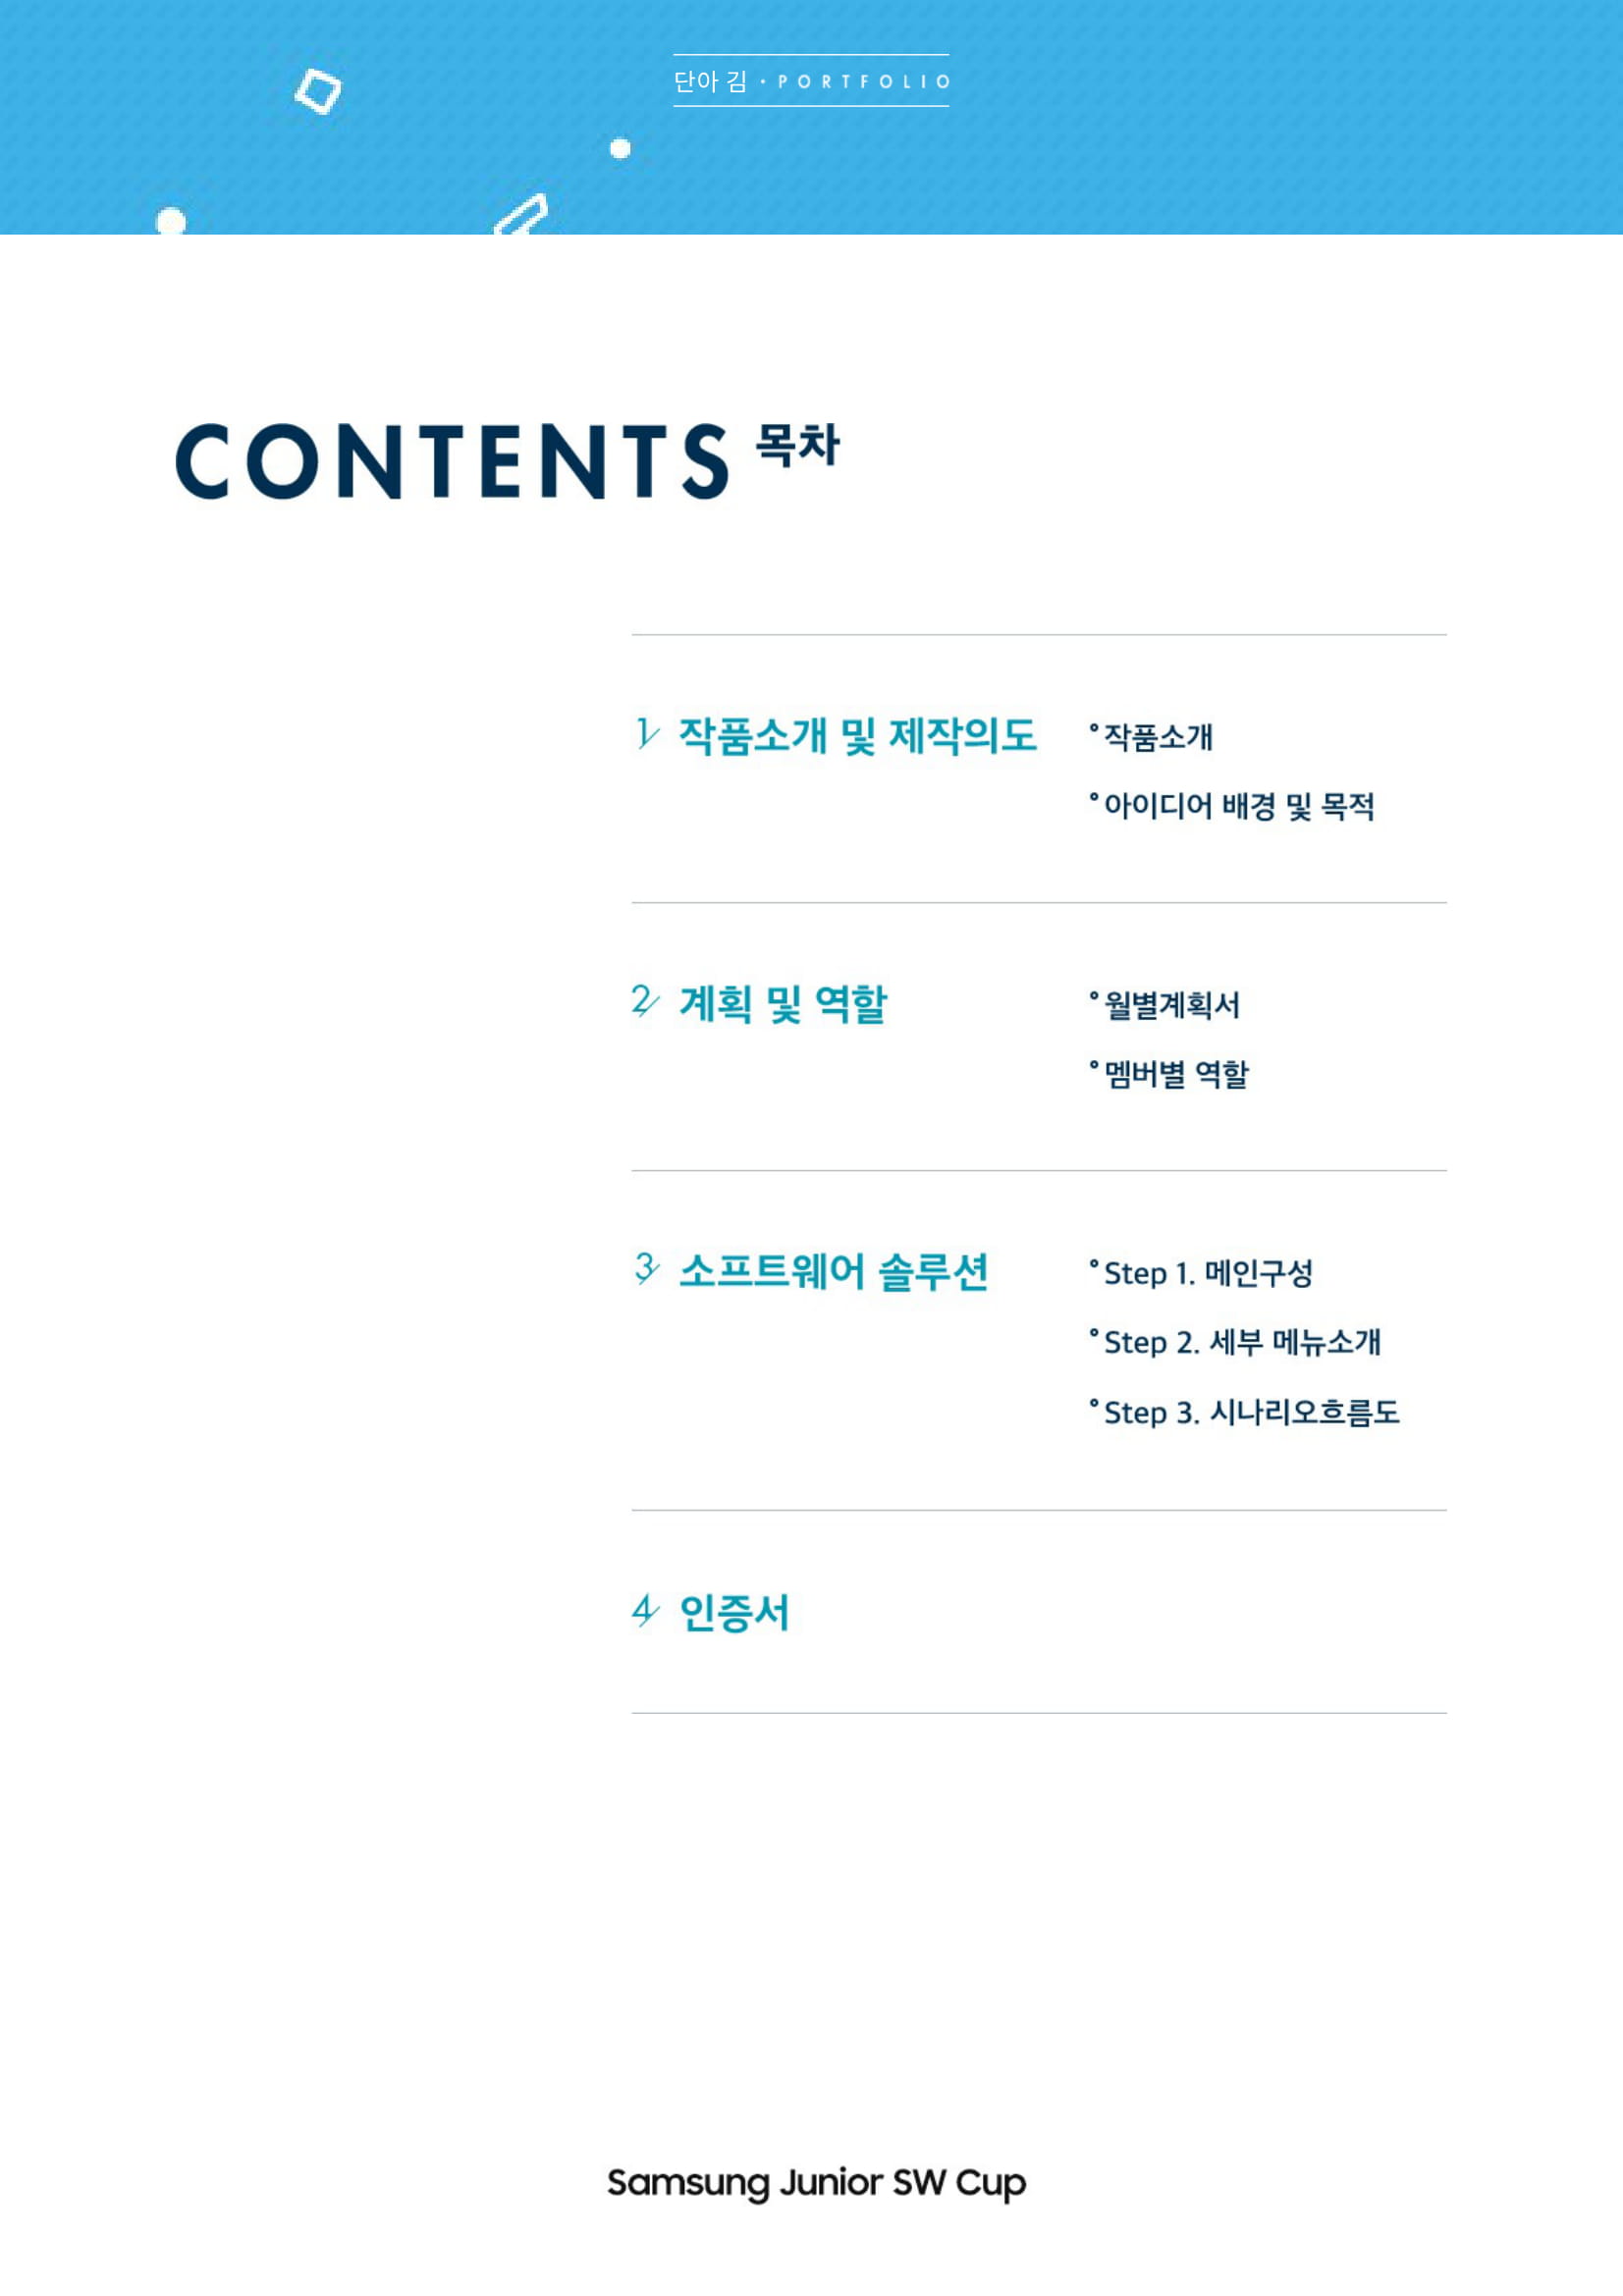 단아 김 · PORTFOLIO
CONTENTS 목차
1 작품소개 및 제작의도
°작품소개
°아이디어 배경 및 목적
2 계획 및 역할
°월별계획서
°멤버별 역할
3 소프트웨어 솔루션
°Step 1. 메인구성
°Step 2. 세부 메뉴소개
°Step 3. 시나리오흐름도
4 인증서
Samsung Junior SW Cup